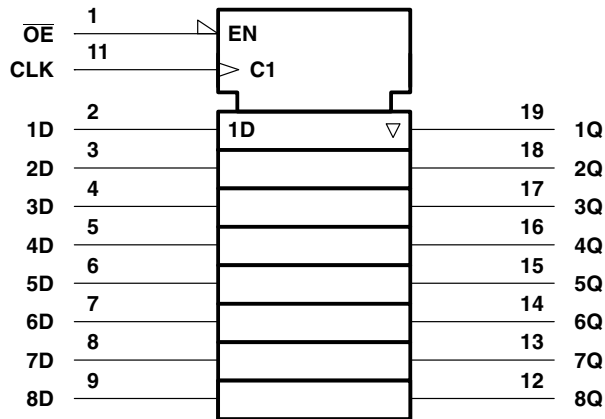 OE 1 EN
CLK 11 C1
1D 2 1D 19 1Q
2D 3 18 2Q
3D 4 17 3Q
4D 5 16 4Q
5D 6 15 5Q
6D 7 14 6Q
7D 8 13 7Q
8D 9 12 8Q